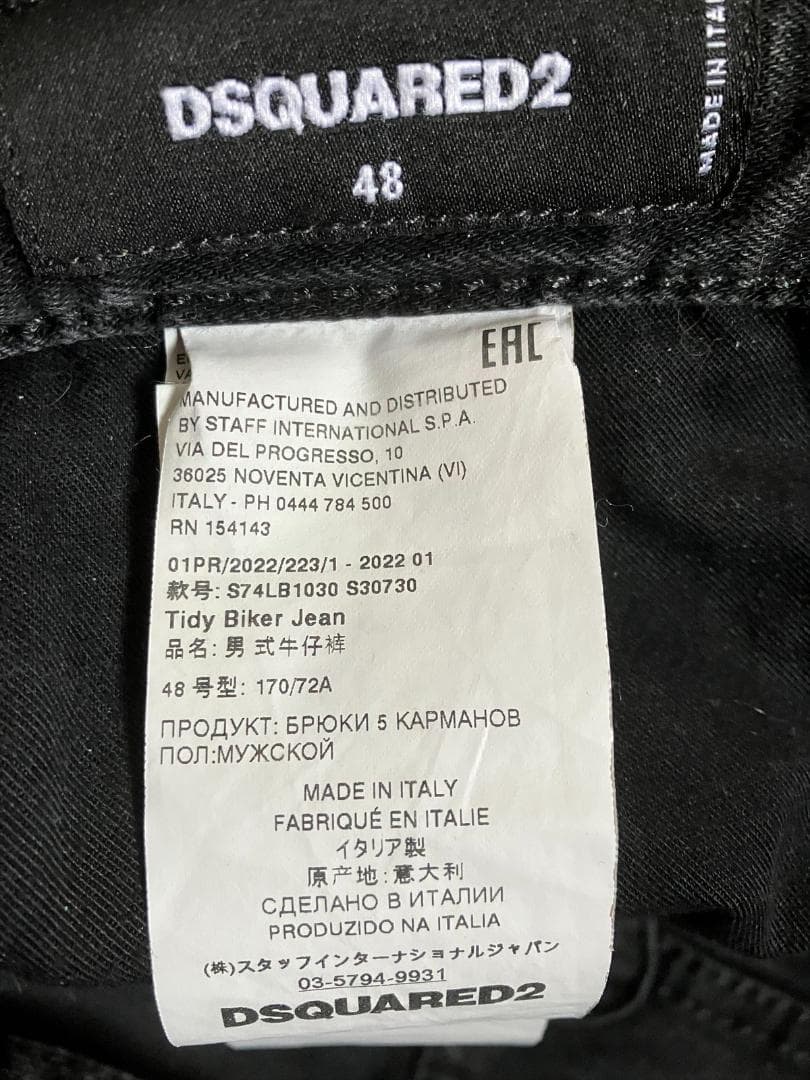 DSQUARED2
48
MADE IN ITA
EAC
MANUFACTURED AND DISTRIBUTED
BY STAFF INTERNATIONAL S.P.A.
VIA DEL PROGRESSO, 10
36025 NOVENTA VICENTINA (VI)
ITALY - PH 0444 784 500
RN 154143
01PR/2022/223/1 - 2022 01
款号: S74LB1030 S30730
Tidy Biker Jean
品名: 男 式牛仔裤
48 号型: 170/72A
ПРОДУКТ: БРЮКИ 5 КАРМАНОВ
ПОЛ:МУЖСКОЙ
MADE IN ITALY
FABRIQUÉ EN ITALIE
イタリア製
原产地:意大利
СДЕЛАНО В ИТАЛИИ
PRODUZIDO NA ITALIA
(株)スタッフインターナショナルジャパン
03-5794-9931
DSQUARED2